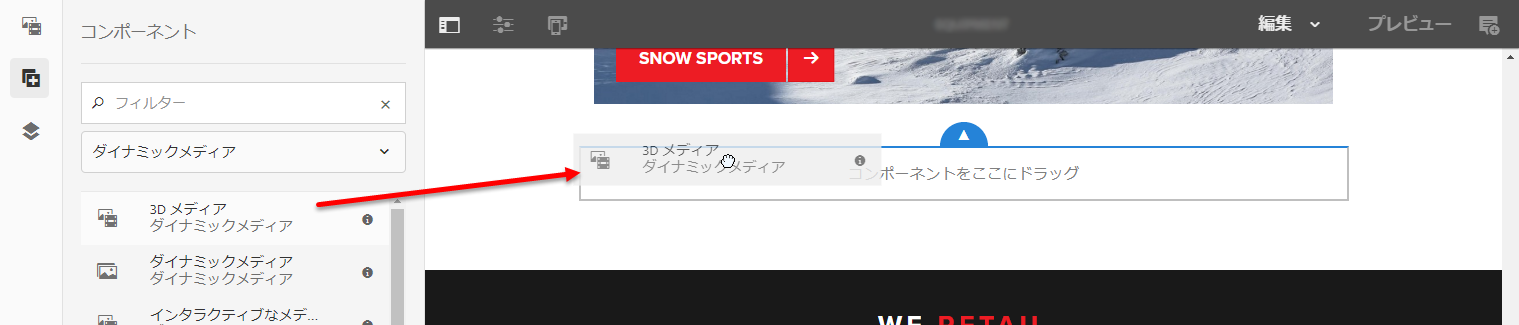 コンポーネント
フィルター
ダイナミックメディア
3D メディア
ダイナミックメディア
ダイナミックメディア
ダイナミックメディア
インタラクティブなメデ...
編集
プレビュー
SNOW SPORTS
3D メディア
ダイナミックメディア
コンポーネントをここにドラッグ
WE RETAIL